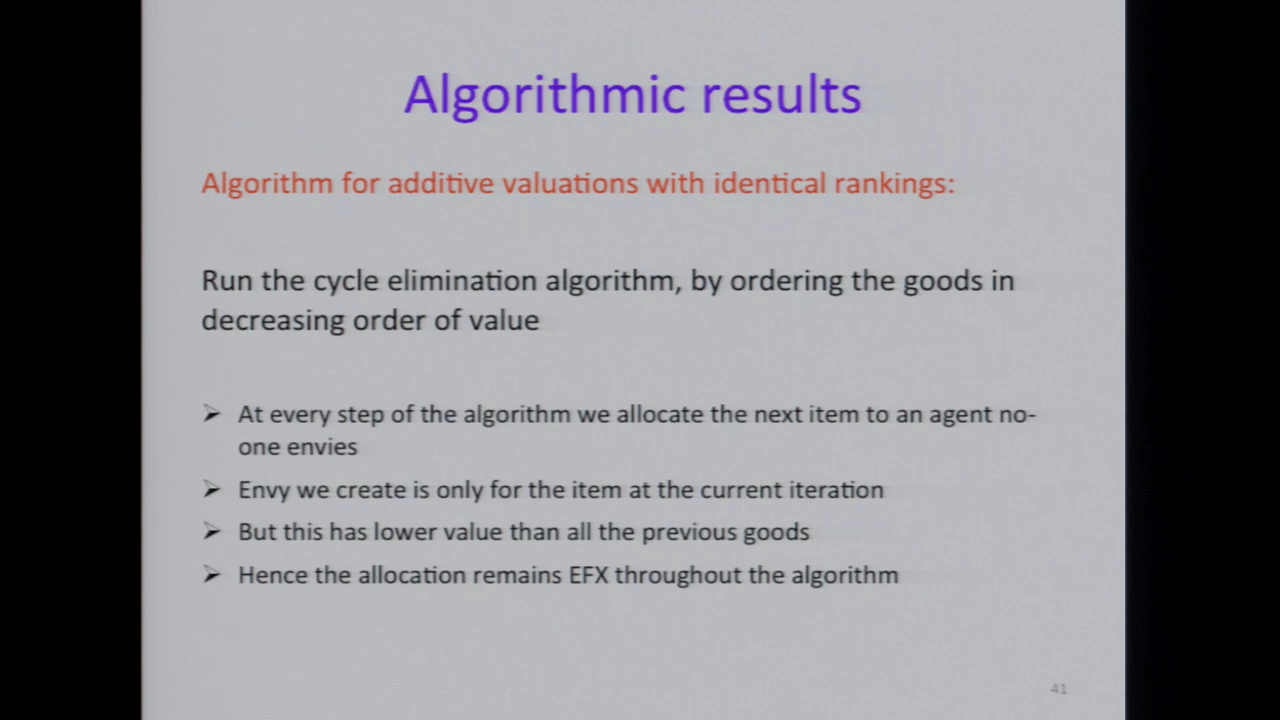 Algorithmic results
Algorithm for additive valuations with identical rankings:
Run the cycle elimination algorithm, by ordering the goods in
decreasing order of value
➤ At every step of the algorithm we allocate the next item to an agent no-
one envies
➤ Envy we create is only for the item at the current iteration
➤ But this has lower value than all the previous goods
➤ Hence the allocation remains EFX throughout the algorithm
41